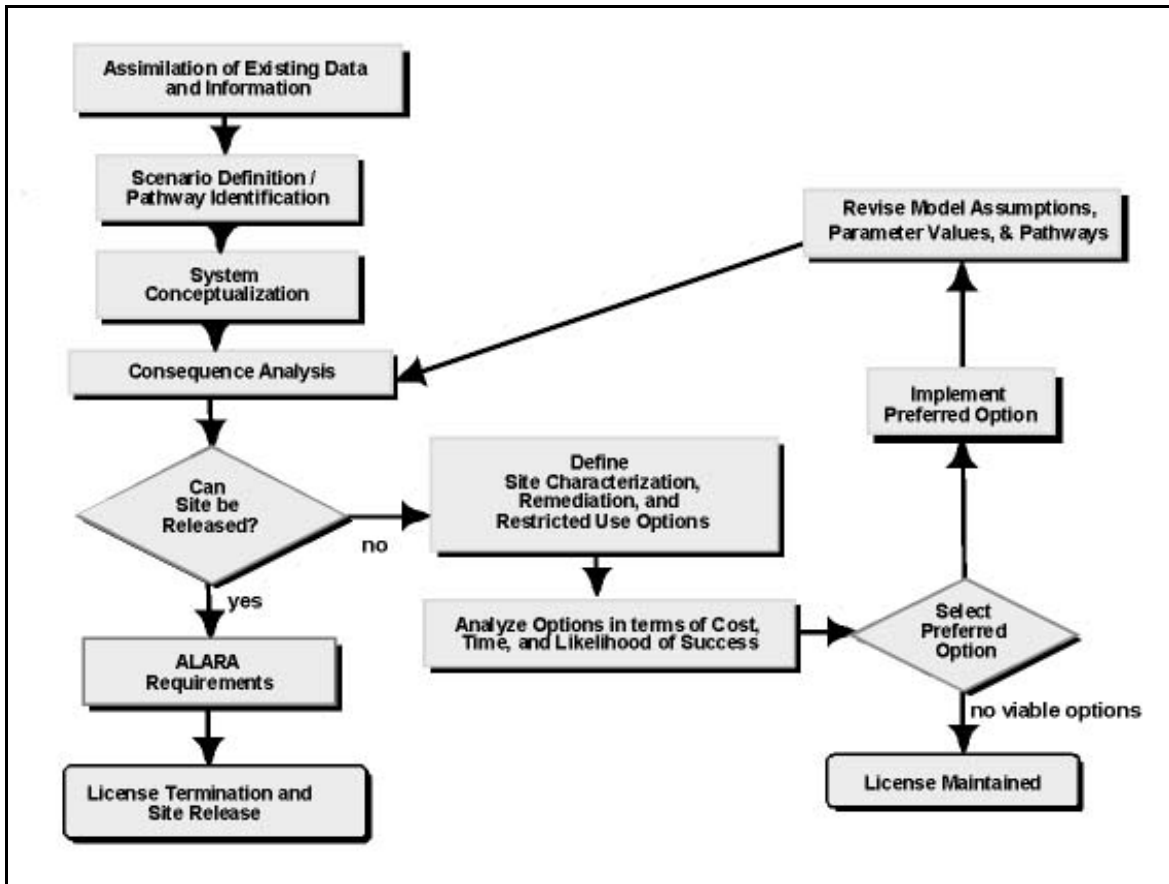 Assimilation of Existing Data
and Information
Scenario Definition /
Pathway Identification
System
Conceptualization
Consequence Analysis
Can
Site be
Released?
no
yes
ALARA
Requirements
License Termination and
Site Release
Define
Site Characterization,
Remediation, and
Restricted Use Options
Analyze Options in terms of Cost,
Time, and Likelihood of Success
Select
Preferred
Option
no viable options
License Maintained
Implement
Preferred Option
Revise Model Assumptions,
Parameter Values, & Pathways